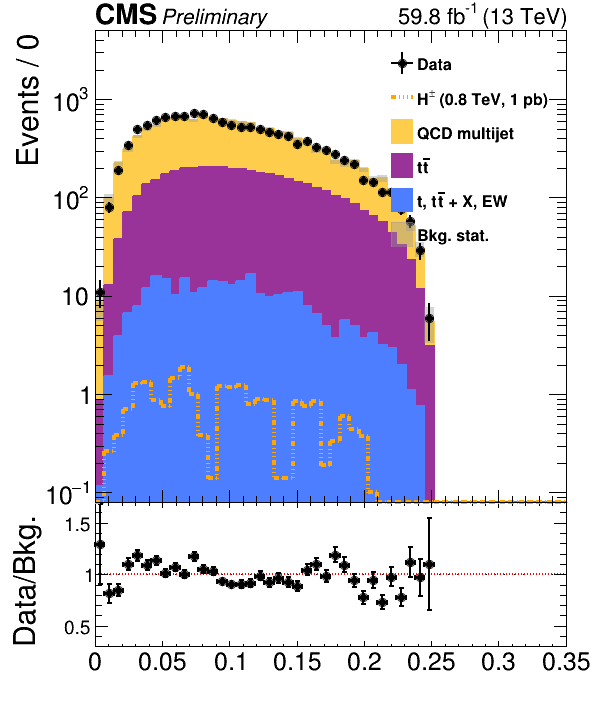 CMS Preliminary 59.8 fb⁻¹ (13 TeV)
Events / 0
10³
10²
10
1
10⁻¹
Data
H± (0.8 TeV, 1 pb)
QCD multijet
tt̄
t, tt̄ + X, EW
Bkg. stat.
Data/Bkg.
1.5
1
0.5
0 0.05 0.1 0.15 0.2 0.25 0.3 0.35